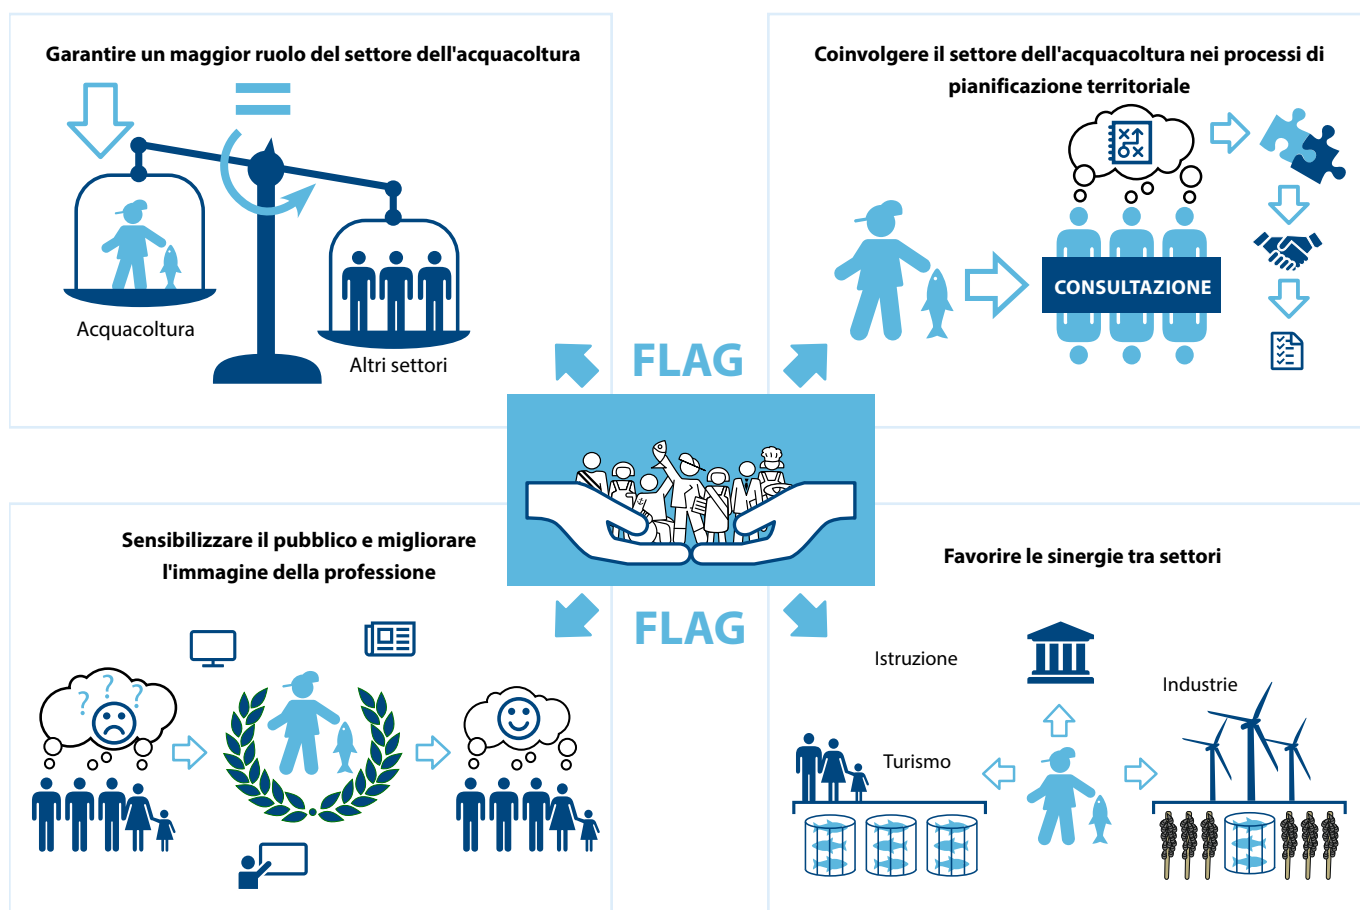 Garantire un maggior ruolo del settore dell'acquacoltura
Acquacoltura
Altri settori
Coinvolgere il settore dell'acquacoltura nei processi di
pianificazione territoriale
CONSULTAZIONE
FLAG
FLAG
Sensibilizzare il pubblico e migliorare
l'immagine della professione
? ? ?
Favorire le sinergie tra settori
Istruzione
Industrie
Turismo